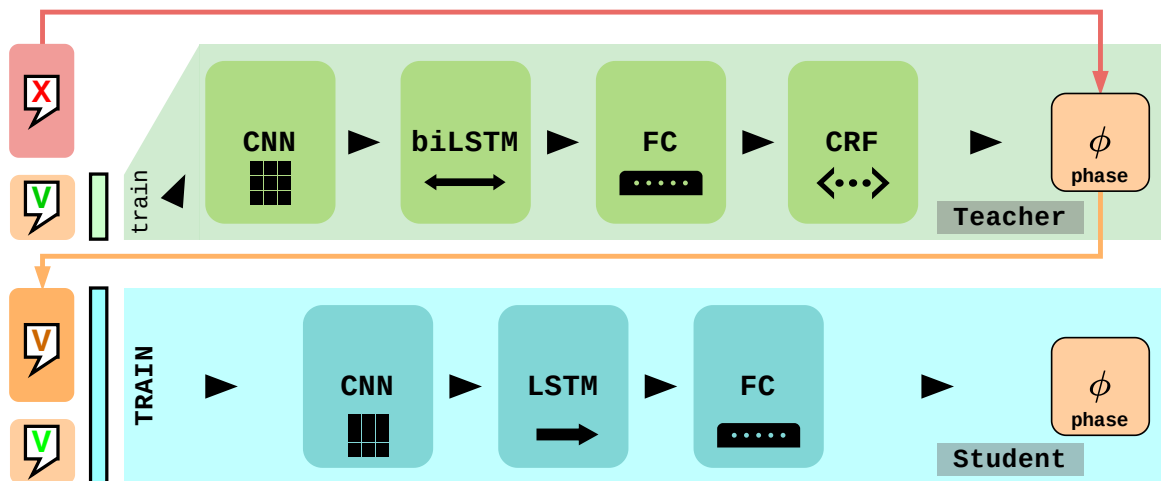 X
V
train
CNN
biLSTM
FC
CRF
ϕ
phase
Teacher
V
V
TRAIN
CNN
LSTM
FC
ϕ
phase
Student